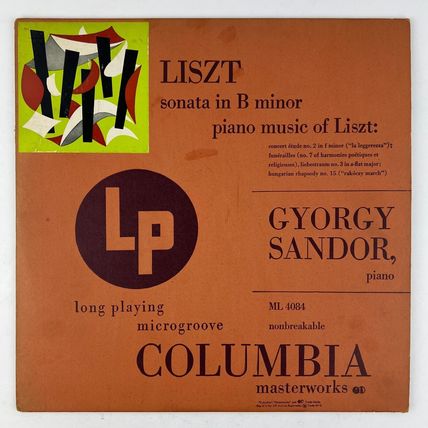 LISZT
sonata in B minor
piano music of Liszt:
concert étude no. 2 in f minor ("la leggerezza");
funérailles (no. 7 of harmonies poétiques et
religieuses), liebestraum no. 3 in a-flat major;
hungarian rhapsody no. 15 ("rakóczy march")
LP
GYORGY
SANDOR,
piano
long playing
microgroove
ML 4084
nonbreakable
COLUMBIA
masterworks